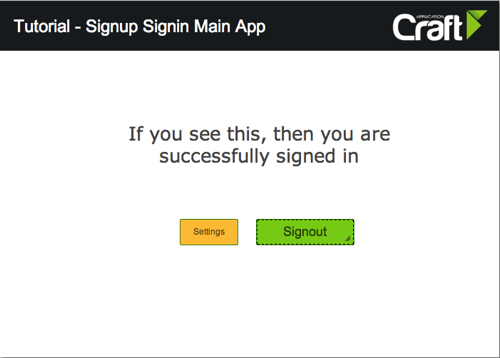 Tutorial - Signup Signin Main App
APPLICATION
Craft
If you see this, then you are
successfully signed in
Settings
Signout